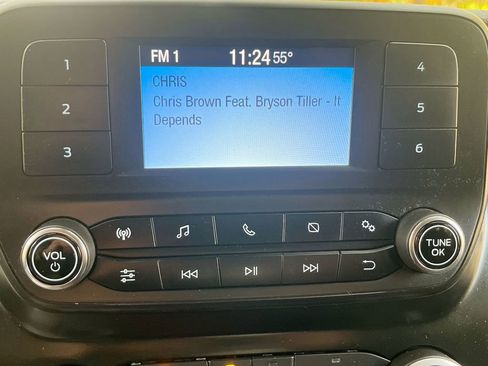 FM 1 11:24 55°
1
4
CHRIS
Chris Brown Feat. Bryson Tiller - It
Depends
2
5
3
6
VOL
TUNE
OK